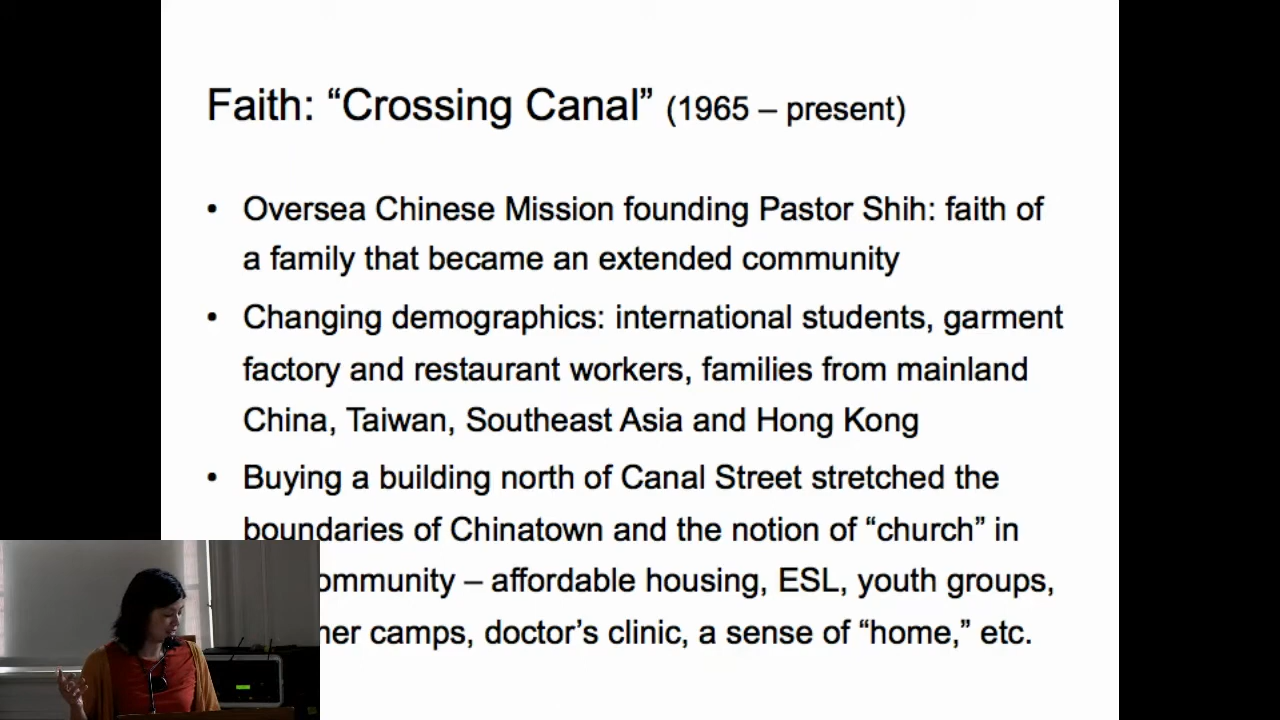 Faith: “Crossing Canal” (1965 – present)
• Oversea Chinese Mission founding Pastor Shih: faith of
a family that became an extended community
• Changing demographics: international students, garment
factory and restaurant workers, families from mainland
China, Taiwan, Southeast Asia and Hong Kong
• Buying a building north of Canal Street stretched the
boundaries of Chinatown and the notion of “church” in
ommunity – affordable housing, ESL, youth groups,
ner camps, doctor’s clinic, a sense of “home,” etc.